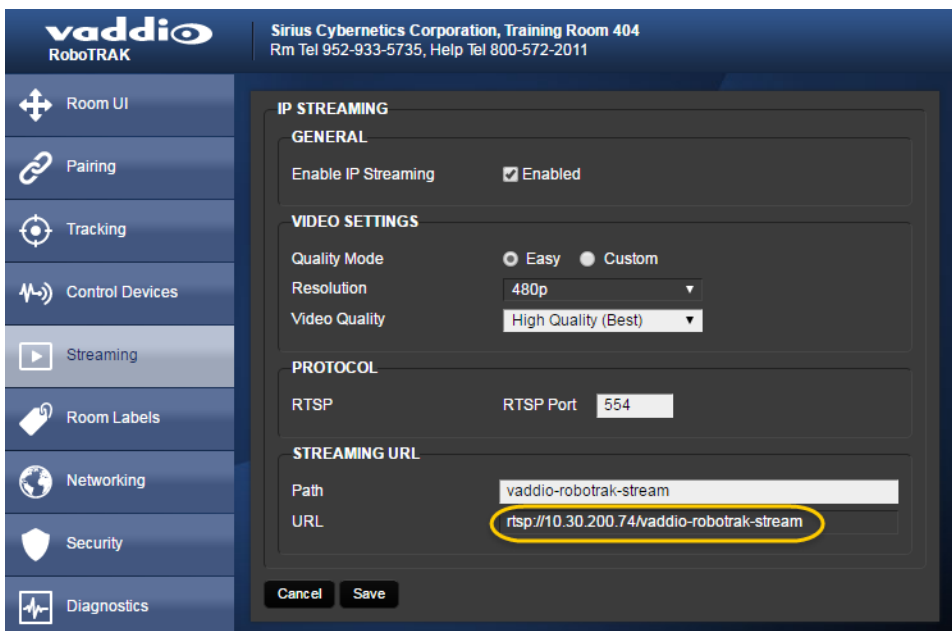 vaddio
RoboTRAK
Sirius Cybernetics Corporation, Training Room 404
Rm Tel 952-933-5735, Help Tel 800-572-2011
Room UI
Pairing
Tracking
Control Devices
Streaming
Room Labels
Networking
Security
Diagnostics
IP STREAMING
GENERAL
Enable IP Streaming Enabled
VIDEO SETTINGS
Quality Mode Easy Custom
Resolution 480p
Video Quality High Quality (Best)
PROTOCOL
RTSP RTSP Port 554
STREAMING URL
Path vaddio-robotrak-stream
URL rtsp://10.30.200.74/vaddio-robotrak-stream
Cancel Save